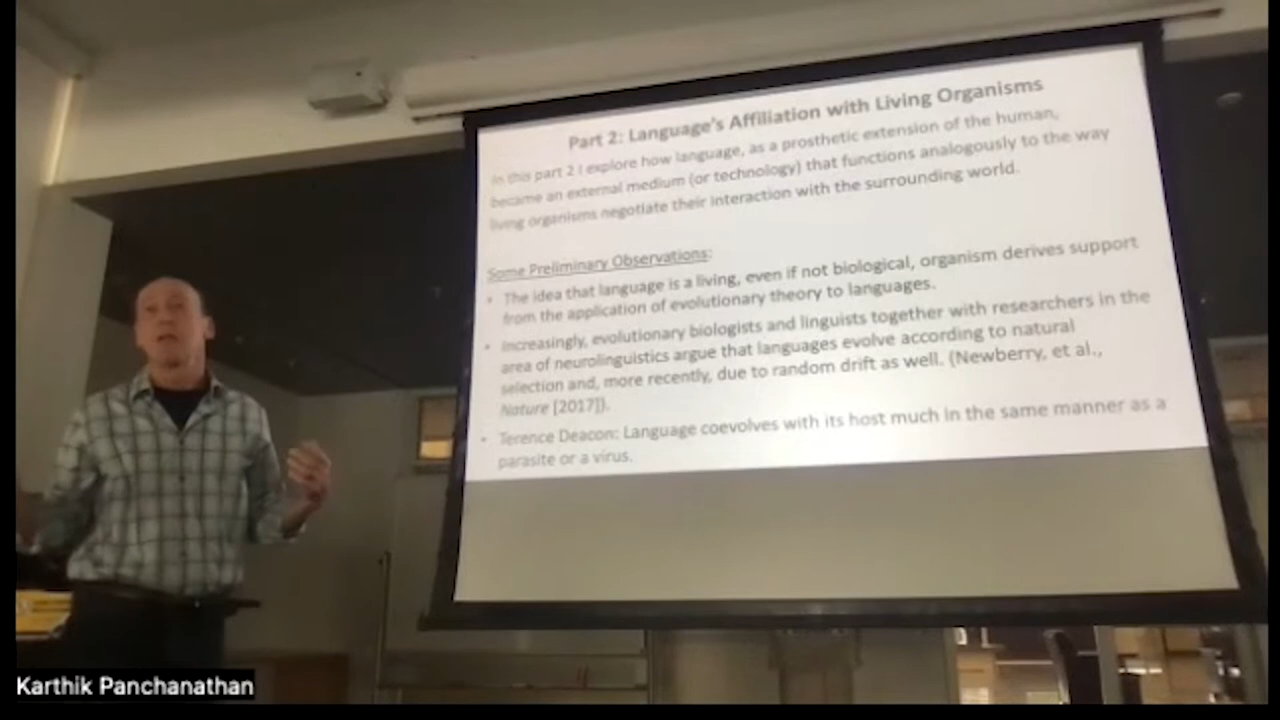 Part 2: Language's Affiliation with Living Organisms
In this part 2 I explore how language, as a prosthetic extension of the human,
became an external medium (or technology) that functions analogously to the way
living organisms negotiate their interaction with the surrounding world.
Some Preliminary Observations:
• The idea that language is a living, even if not biological, organism derives support
from the application of evolutionary theory to languages.
• Increasingly, evolutionary biologists and linguists together with researchers in the
area of neurolinguistics argue that languages evolve according to natural
selection and, more recently, due to random drift as well. (Newberry, et al.,
Nature [2017]).
• Terence Deacon: Language coevolves with its host much in the same manner as a
parasite or a virus.
Karthik Panchanathan